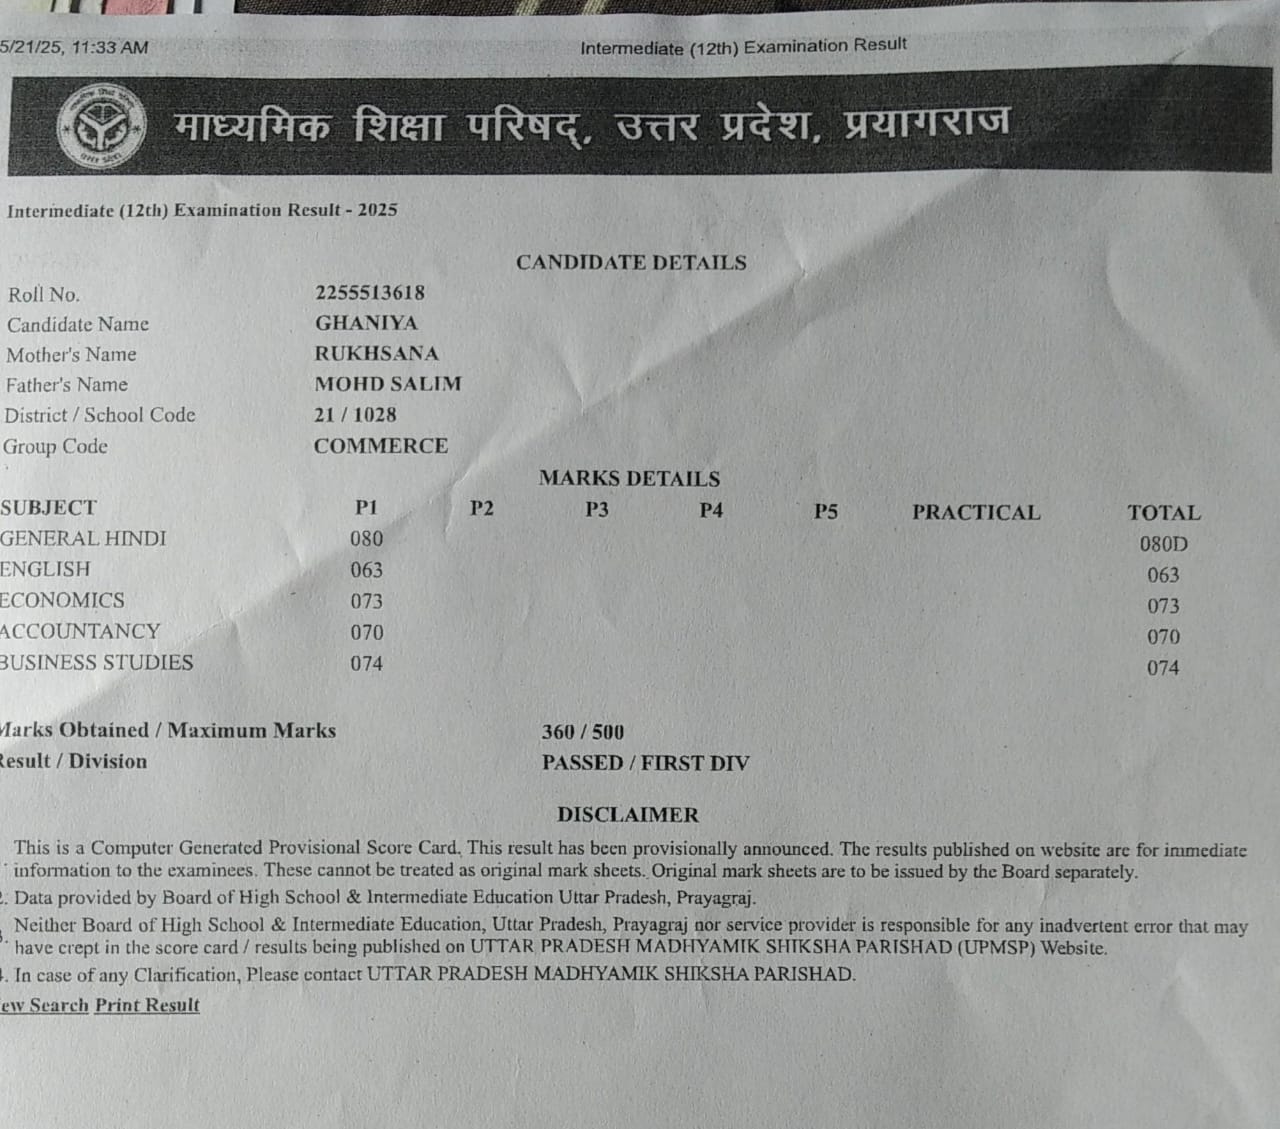 5/21/25, 11:33 AM Intermediate (12th) Examination Result
माध्यमिक शिक्षा परिषद्, उत्तर प्रदेश, प्रयागराज
Intermediate (12th) Examination Result - 2025
CANDIDATE DETAILS
Roll No. 2255513618
Candidate Name GHANIYA
Mother's Name RUKHSANA
Father's Name MOHD SALIM
District / School Code 21 / 1028
Group Code COMMERCE
MARKS DETAILS
SUBJECT P1 P2 P3 P4 P5 PRACTICAL TOTAL
GENERAL HINDI 080 080D
ENGLISH 063 063
ECONOMICS 073 073
ACCOUNTANCY 070 070
BUSINESS STUDIES 074 074
Marks Obtained / Maximum Marks 360 / 500
Result / Division PASSED / FIRST DIV
DISCLAIMER
This is a Computer Generated Provisional Score Card. This result has been provisionally announced. The results published on website are for immediate
information to the examinees. These cannot be treated as original mark sheets. Original mark sheets are to be issued by the Board separately.
2. Data provided by Board of High School & Intermediate Education Uttar Pradesh, Prayagraj.
Neither Board of High School & Intermediate Education, Uttar Pradesh, Prayagraj nor service provider is responsible for any inadvertent error that may
3. have crept in the score card / results being published on UTTAR PRADESH MADHYAMIK SHIKSHA PARISHAD (UPMSP) Website.
4. In case of any Clarification, Please contact UTTAR PRADESH MADHYAMIK SHIKSHA PARISHAD.
ew Search Print Result